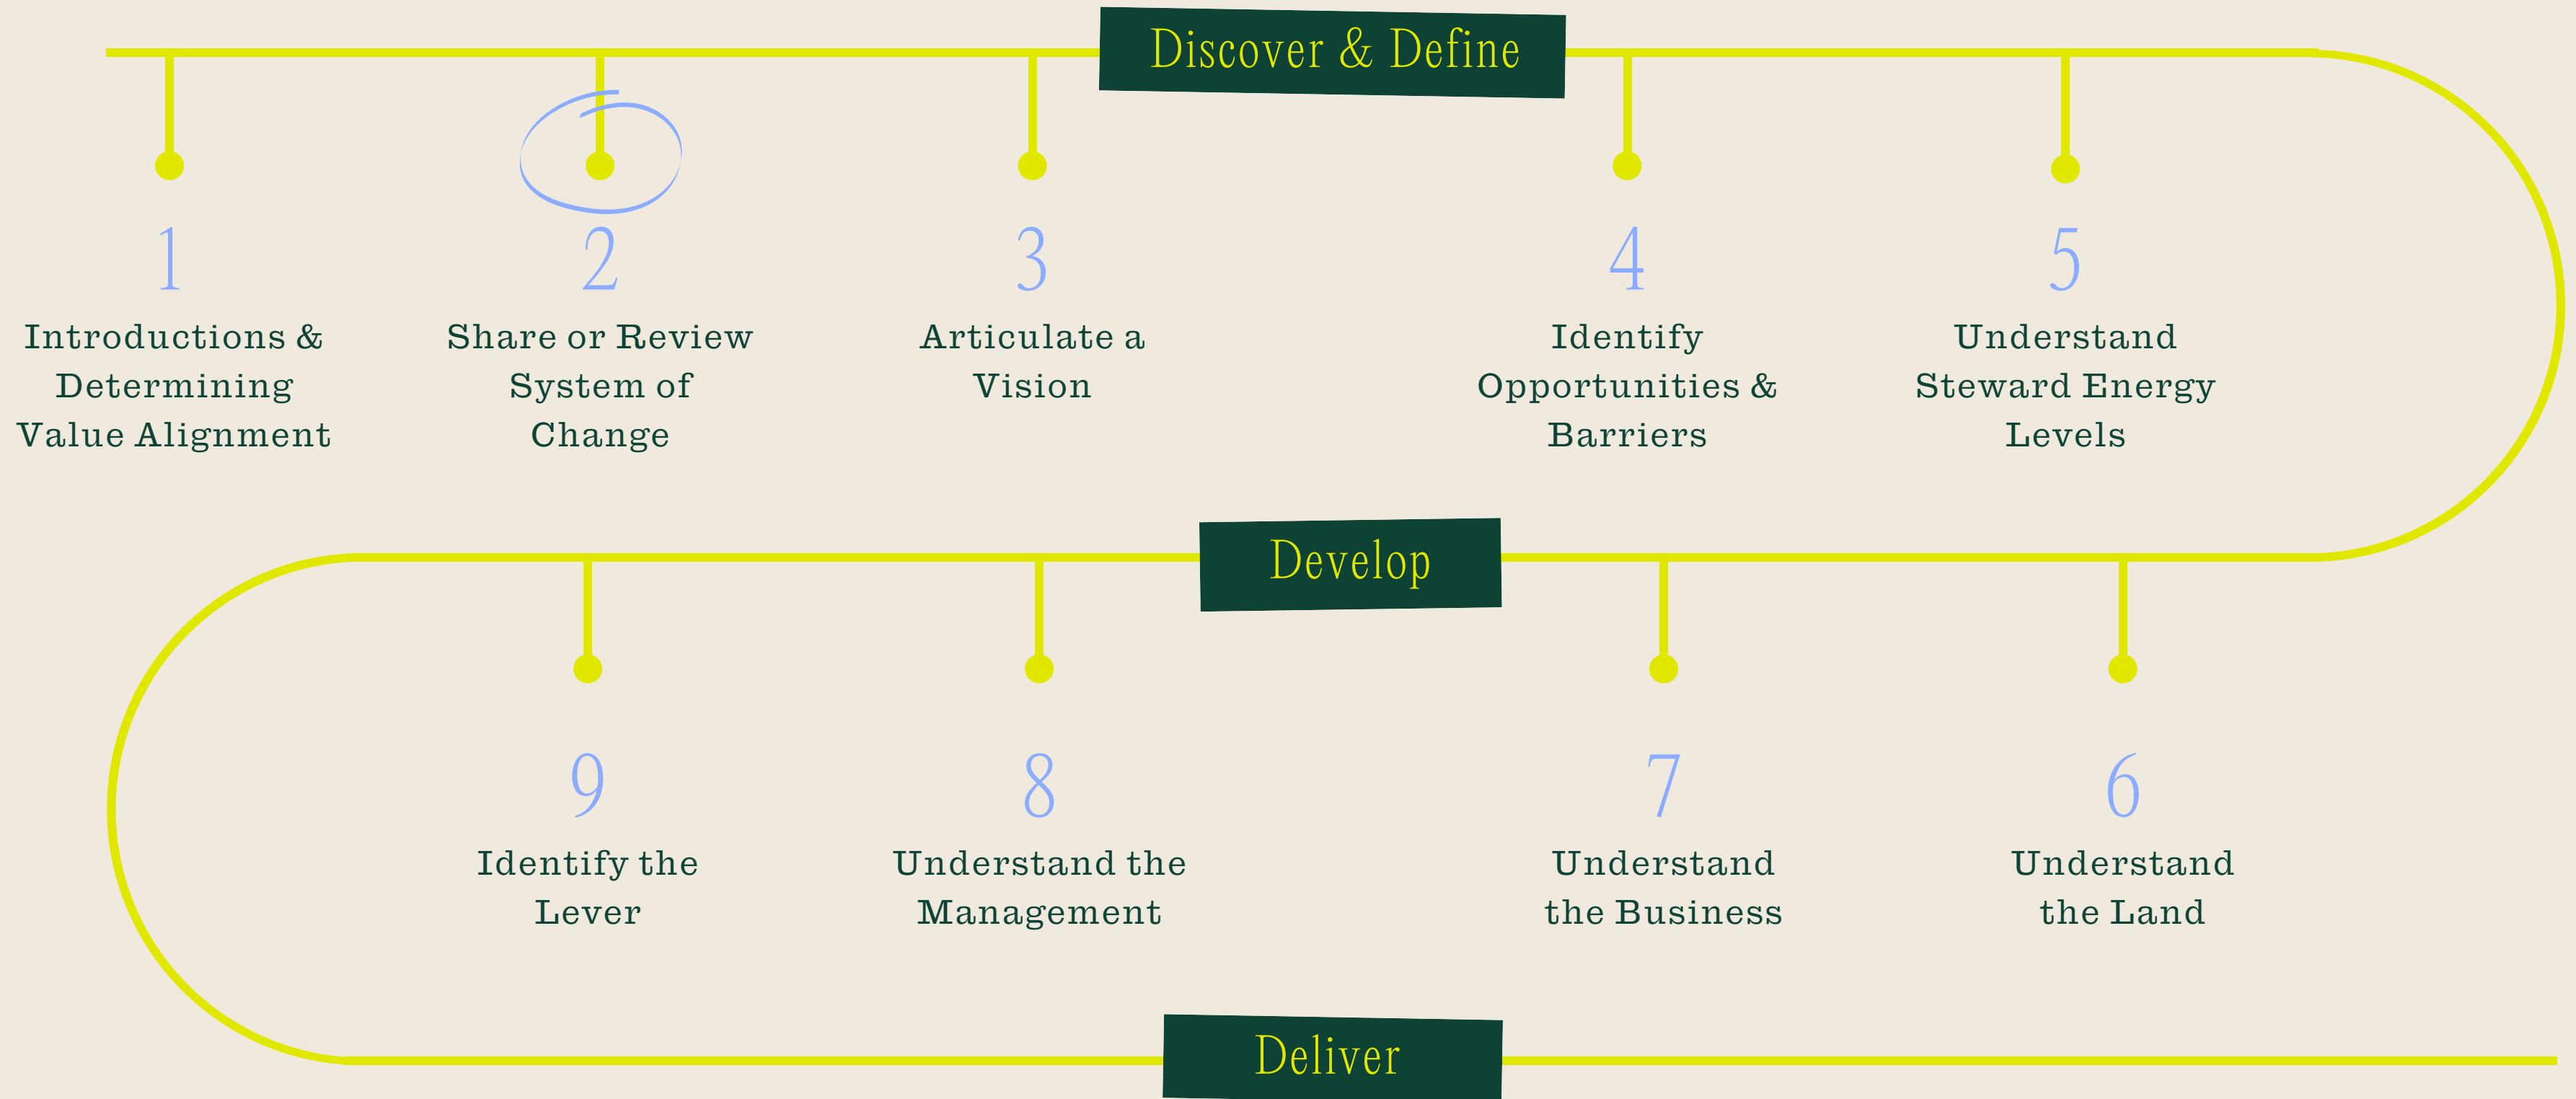 Discover & Define
1
Introductions &
Determining
Value Alignment
2
Share or Review
System of
Change
3
Articulate a
Vision
4
Identify
Opportunities &
Barriers
5
Understand
Steward Energy
Levels
Develop
6
Understand
the Land
7
Understand
the Business
8
Understand the
Management
9
Identify the
Lever
Deliver